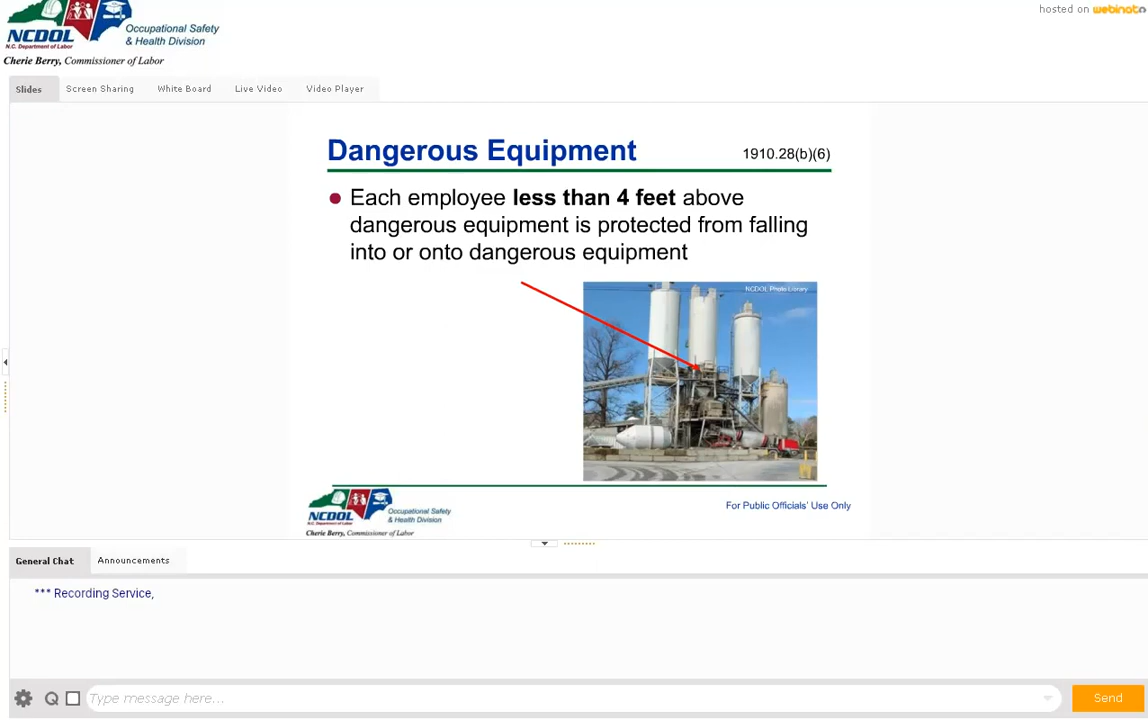 hosted on webinato
NCDOL
N.C. Department of Labor
Occupational Safety
& Health Division
Cherie Berry, Commissioner of Labor
Slides Screen Sharing White Board Live Video Video Player
Dangerous Equipment 1910.28(b)(6)
Each employee less than 4 feet above
dangerous equipment is protected from falling
into or onto dangerous equipment
NCDOL Photo Library
NCDOL
N.C. Department of Labor
Occupational Safety
& Health Division
Cherie Berry, Commissioner of Labor
For Public Officials' Use Only
General Chat Announcements
*** Recording Service,
Type message here...
Send